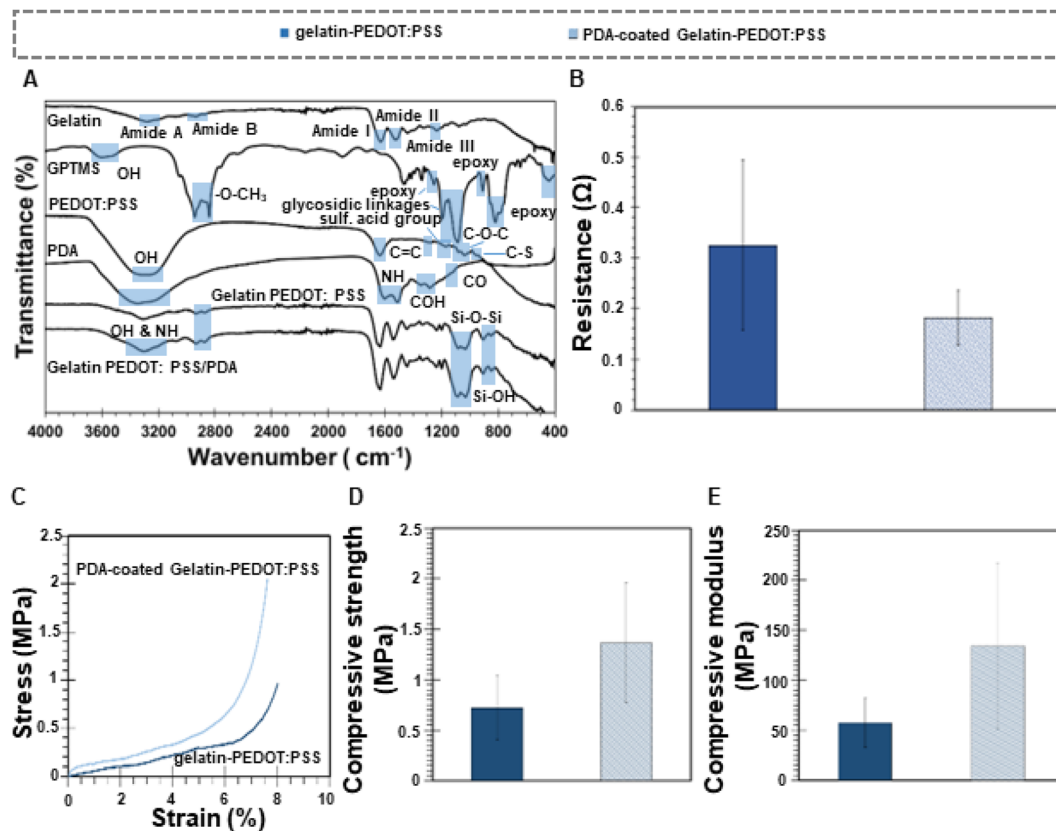 gelatin-PEDOT:PSS
PDA-coated Gelatin-PEDOT:PSS
A
Transmittance (%)
Gelatin
Amide A
Amide B
Amide I
Amide II
Amide III
GPTMS
OH
-O-CH₃
epoxy
epoxy
epoxy
glycosidic linkages
sulf. acid group
PEDOT:PSS
OH
C=C
C-O-C
C-S
PDA
NH
COH
CO
Gelatin PEDOT: PSS
OH & NH
Si-O-Si
Gelatin PEDOT: PSS/PDA
Si-OH
4000 3600 3200 2800 2400 2000 1600 1200 800 400
Wavenumber ( cm⁻¹)
B
Resistance (Ω)
0.6
0.5
0.4
0.3
0.2
0.1
0
C
Stress (MPa)
2.5
2
1.5
1
0.5
0
PDA-coated Gelatin-PEDOT:PSS
gelatin-PEDOT:PSS
0 2 4 6 8 10
Strain (%)
D
Compressive strength
(MPa)
2.5
2
1.5
1
0.5
0
E
Compressive modulus
(MPa)
250
200
150
100
50
0